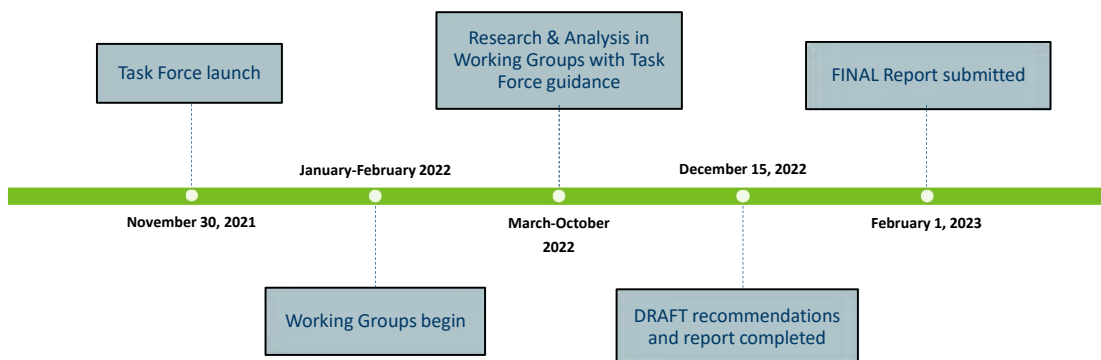 Task Force launch
Research & Analysis in
Working Groups with Task
Force guidance
FINAL Report submitted
January-February 2022
December 15, 2022
November 30, 2021
March-October
2022
February 1, 2023
Working Groups begin
DRAFT recommendations
and report completed